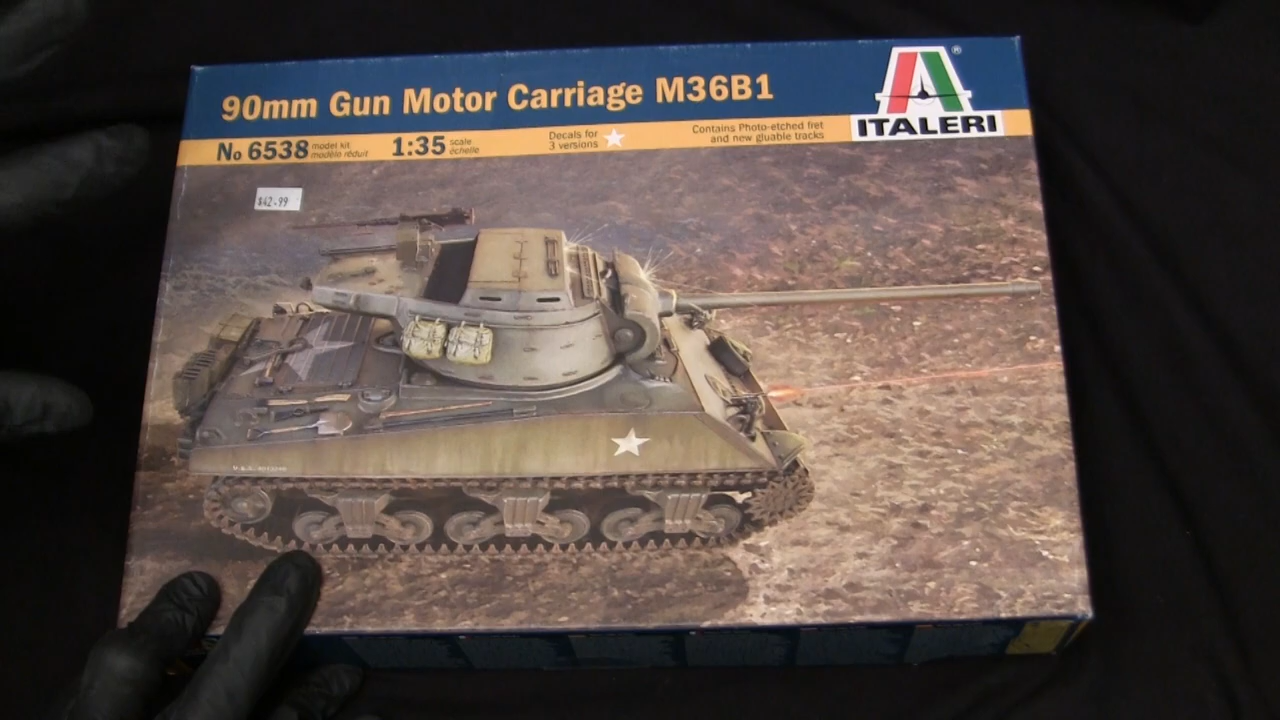 90mm Gun Motor Carriage M36B1
®
ITALERI
No 6538 model kit
modèle réduit
1:35 scale
échelle
Decals for
3 versions
Contains Photo-etched fret
and new gluable tracks
$42.99